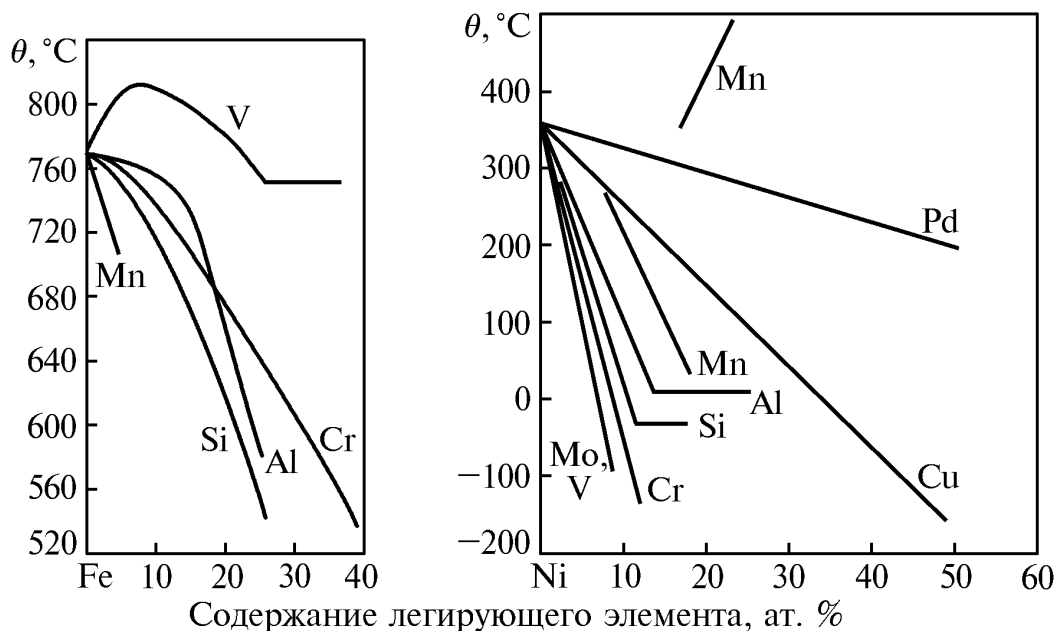 θ, °C
800
760
720
680
640
600
560
520
V
Mn
Si
Al
Cr
Fe
10
20
30
40
θ, °C
400
300
200
100
0
−100
−200
Mn
Pd
Mn
Al
Si
Mo,
V
Cr
Cu
Ni
10
20
30
40
50
60
Содержание легирующего элемента, ат. %